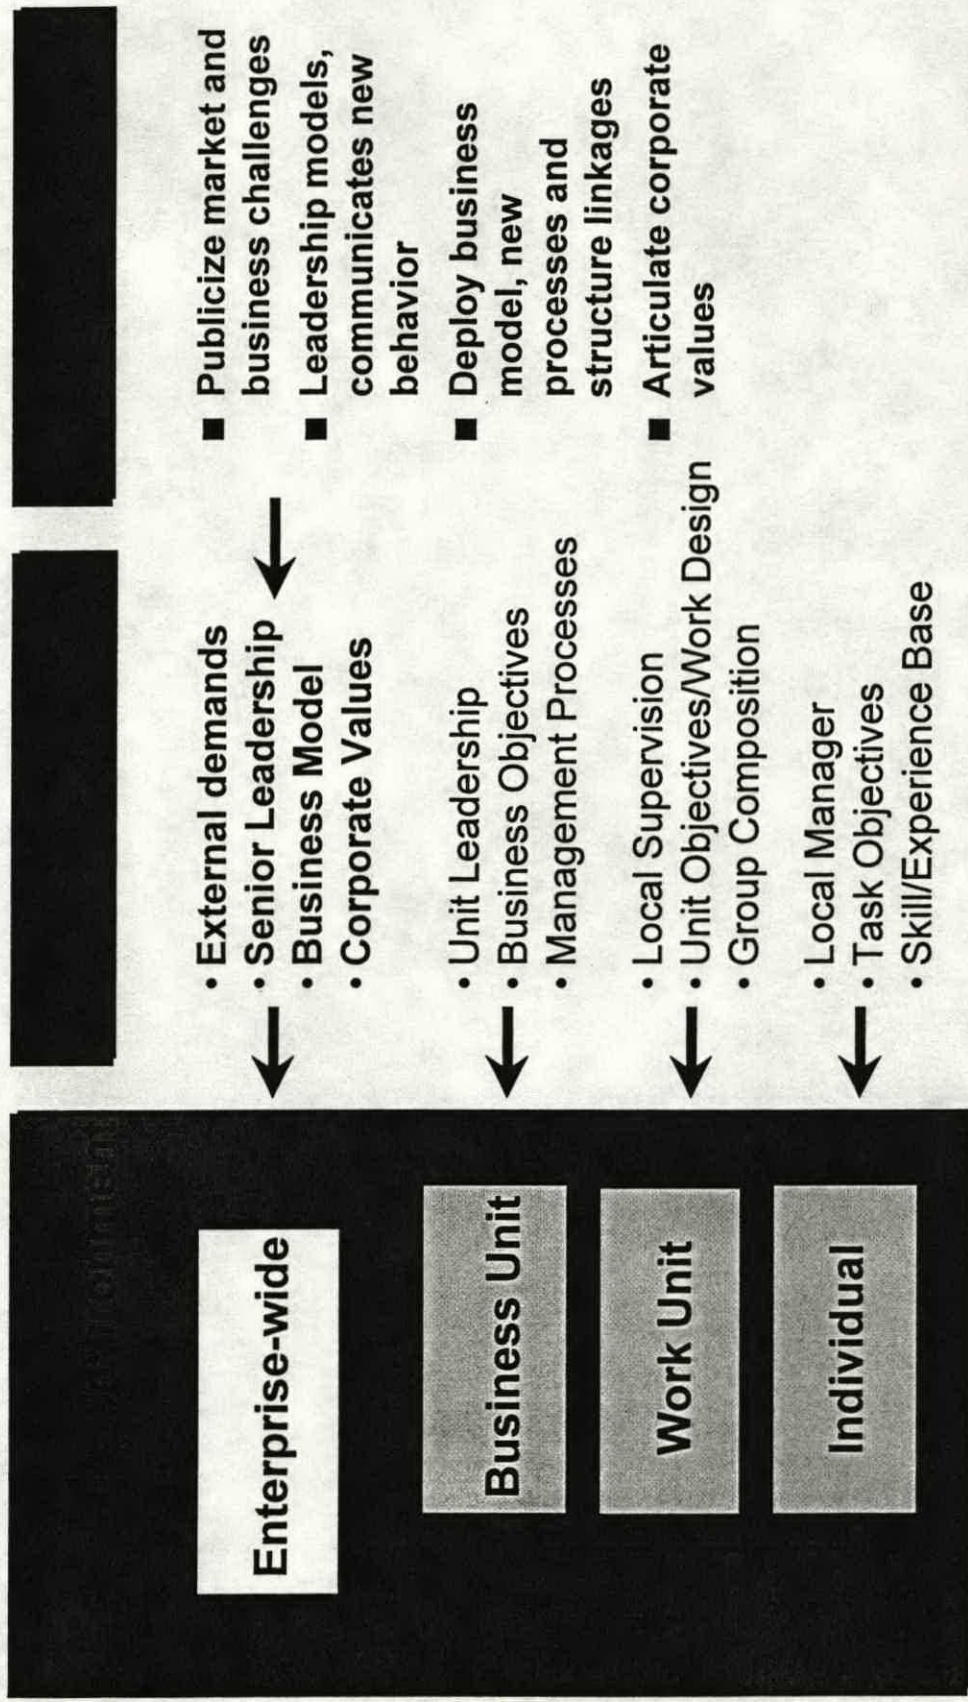 Enterprise-wide
• External demands
• Senior Leadership
• Business Model
• Corporate Values
■ Publicize market and
business challenges
■ Leadership models,
communicates new
behavior
■ Deploy business
model, new
processes and
structure linkages
■ Articulate corporate
values
Business Unit
• Unit Leadership
• Business Objectives
• Management Processes
Work Unit
• Local Supervision
• Unit Objectives/Work Design
• Group Composition
Individual
• Local Manager
• Task Objectives
• Skill/Experience Base